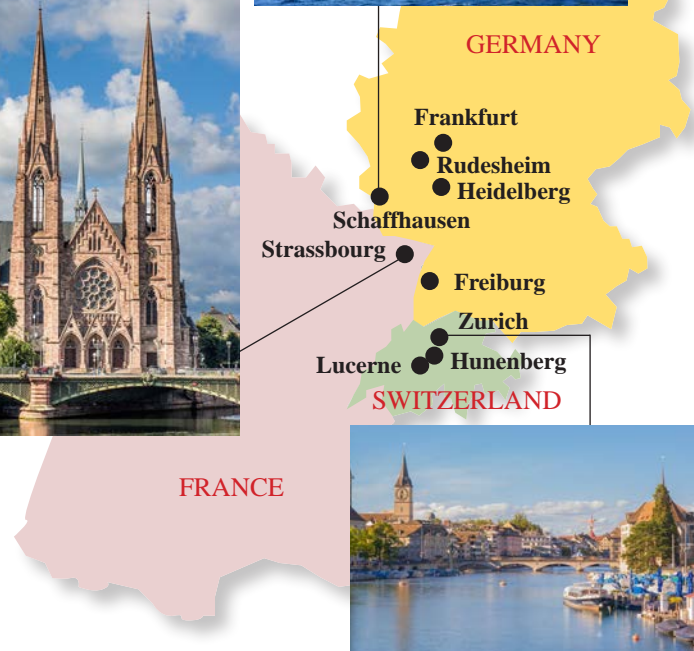 GERMANY
Frankfurt
Rudesheim
Heidelberg
Schaffhausen
Strassbourg
Freiburg
Zurich
Lucerne
Hunenberg
SWITZERLAND
FRANCE